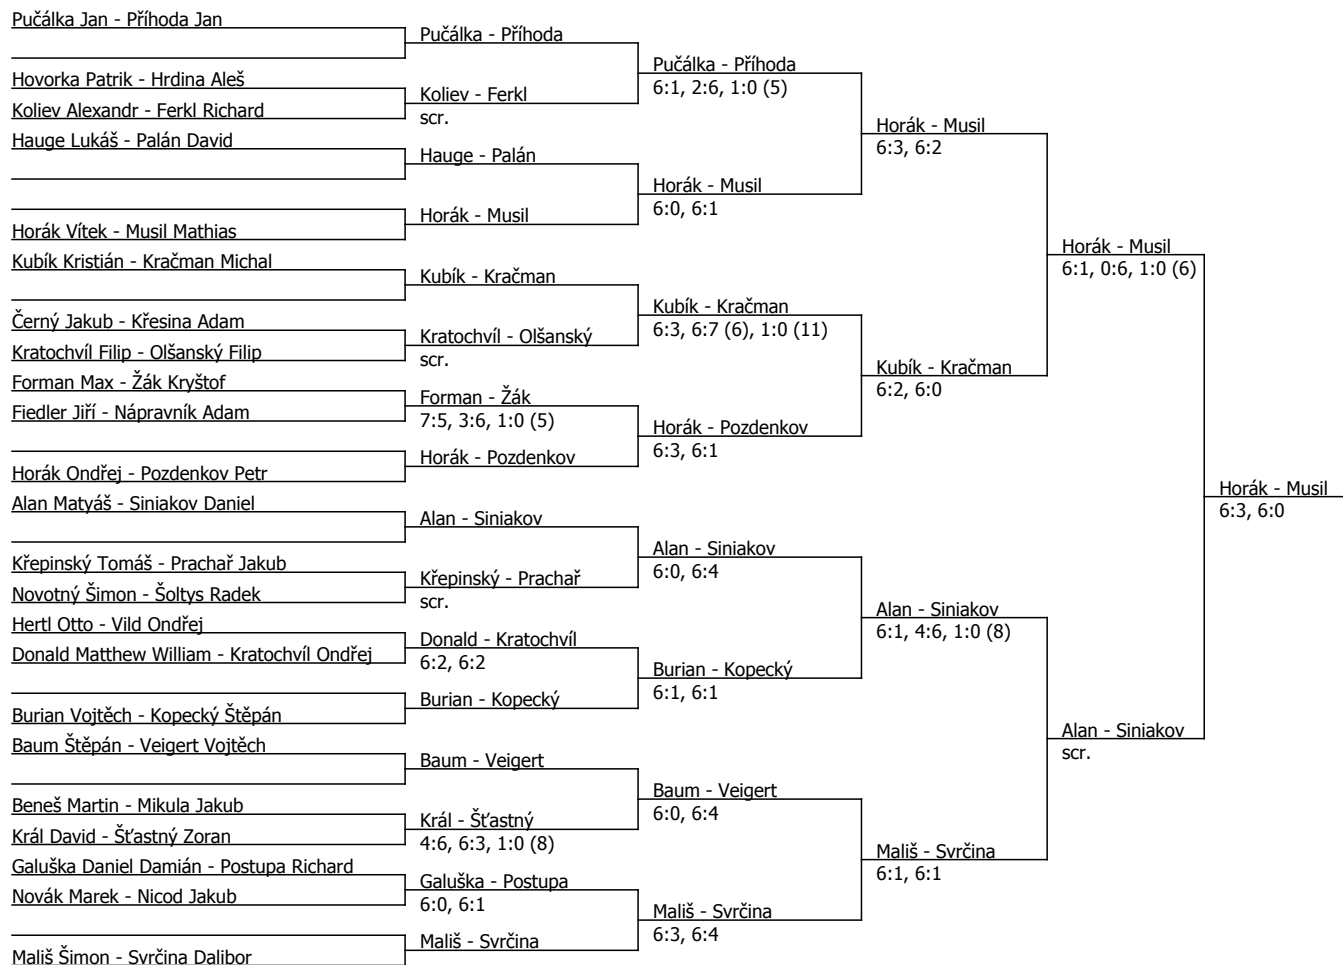 Pučálka Jan - Příhoda Jan
Hovorka Patrik - Hrdina Aleš
Koliev Alexandr - Ferkl Richard
Hauge Lukáš - Palán David
Horák Vítek - Musil Mathias
Kubík Kristián - Kračman Michal
Černý Jakub - Křesina Adam
Kratochvíl Filip - Olšanský Filip
Forman Max - Žák Kryštof
Fiedler Jiří - Nápravník Adam
Horák Ondřej - Pozdenkov Petr
Alan Matyáš - Siniakov Daniel
Křepinský Tomáš - Prachař Jakub
Novotný Šimon - Šoltys Radek
Hertl Otto - Vild Ondřej
Donald Matthew William - Kratochvíl Ondřej
Burian Vojtěch - Kopecký Štěpán
Baum Štěpán - Veigert Vojtěch
Beneš Martin - Mikula Jakub
Král David - Šťastný Zoran
Galuška Daniel Damián - Postupa Richard
Novák Marek - Nicod Jakub
Mališ Šimon - Svrčina Dalibor
Pučálka - Příhoda
Koliev - Ferkl
scr.
Hauge - Palán
Horák - Musil
Kubík - Kračman
Kratochvíl - Olšanský
scr.
Forman - Žák
7:5, 3:6, 1:0 (5)
Horák - Pozdenkov
Alan - Siniakov
Křepinský - Prachař
scr.
Donald - Kratochvíl
6:2, 6:2
Burian - Kopecký
Baum - Veigert
Král - Šťastný
4:6, 6:3, 1:0 (8)
Galuška - Postupa
6:0, 6:1
Mališ - Svrčina
Pučálka - Příhoda
6:1, 2:6, 1:0 (5)
Horák - Musil
6:0, 6:1
Kubík - Kračman
6:3, 6:7 (6), 1:0 (11)
Horák - Pozdenkov
6:3, 6:1
Alan - Siniakov
6:0, 6:4
Burian - Kopecký
6:1, 6:1
Baum - Veigert
6:0, 6:4
Mališ - Svrčina
6:3, 6:4
Horák - Musil
6:3, 6:2
Kubík - Kračman
6:2, 6:0
Alan - Siniakov
6:1, 4:6, 1:0 (8)
Mališ - Svrčina
6:1, 6:1
Horák - Musil
6:1, 0:6, 1:0 (6)
Alan - Siniakov
scr.
Horák - Musil
6:3, 6:0